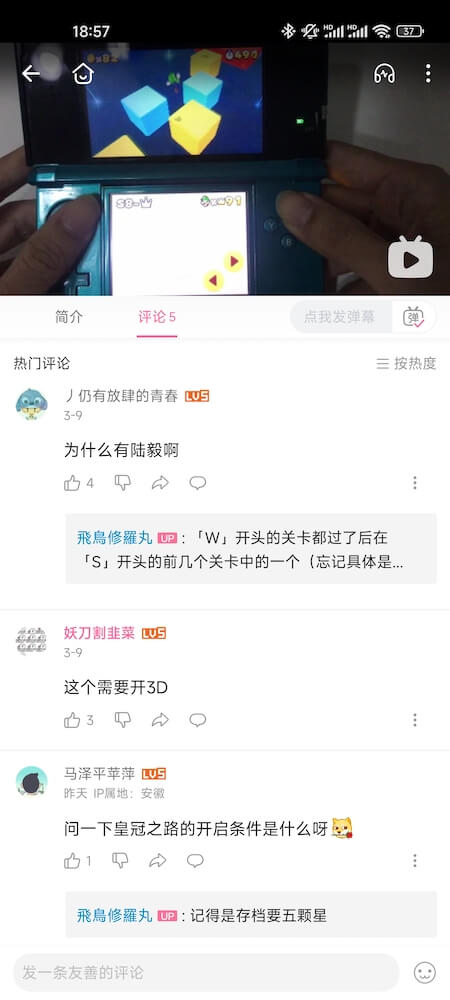 18:57
HD HD 37
×82 490
S8-
×91
Y
B
简介 评论 5 点我发弹幕 弹
热门评论 按热度
丿仍有放肆的青春 LV5
3-9
为什么有陆毅啊
4
飛鳥修羅丸 UP :「W」开头的关卡都过了后在
「S」开头的前几个关卡中的一个（忘记具体是...
妖刀割韭菜 LV5
3-9
这个需要开3D
3
马泽平苹萍 LV5
昨天 IP属地：安徽
问一下皇冠之路的开启条件是什么呀
1
飛鳥修羅丸 UP : 记得是存档要五颗星
发一条友善的评论